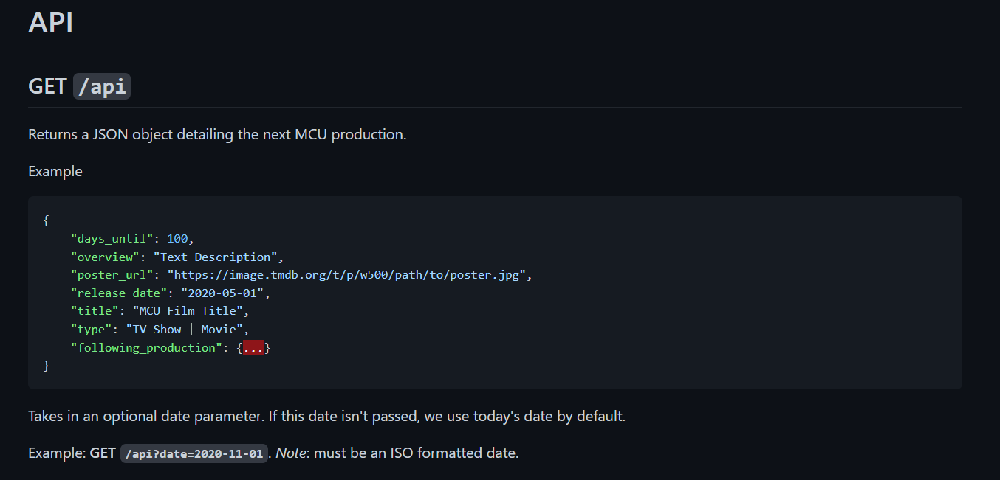 API
GET /api
Returns a JSON object detailing the next MCU production.
Example
{
    "days_until": 100,
    "overview": "Text Description",
    "poster_url": "https://image.tmdb.org/t/p/w500/path/to/poster.jpg",
    "release_date": "2020-05-01",
    "title": "MCU Film Title",
    "type": "TV Show | Movie",
    "following_production": {...}
}
Takes in an optional date parameter. If this date isn't passed, we use today's date by default.
Example: GET /api?date=2020-11-01. Note: must be an ISO formatted date.